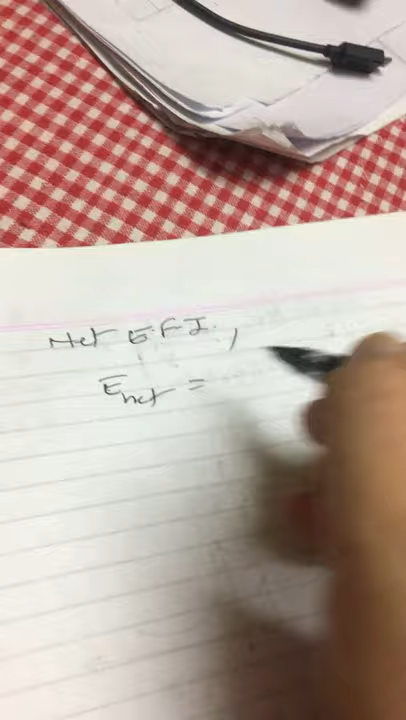 Net E.F.I. ,
Enet =